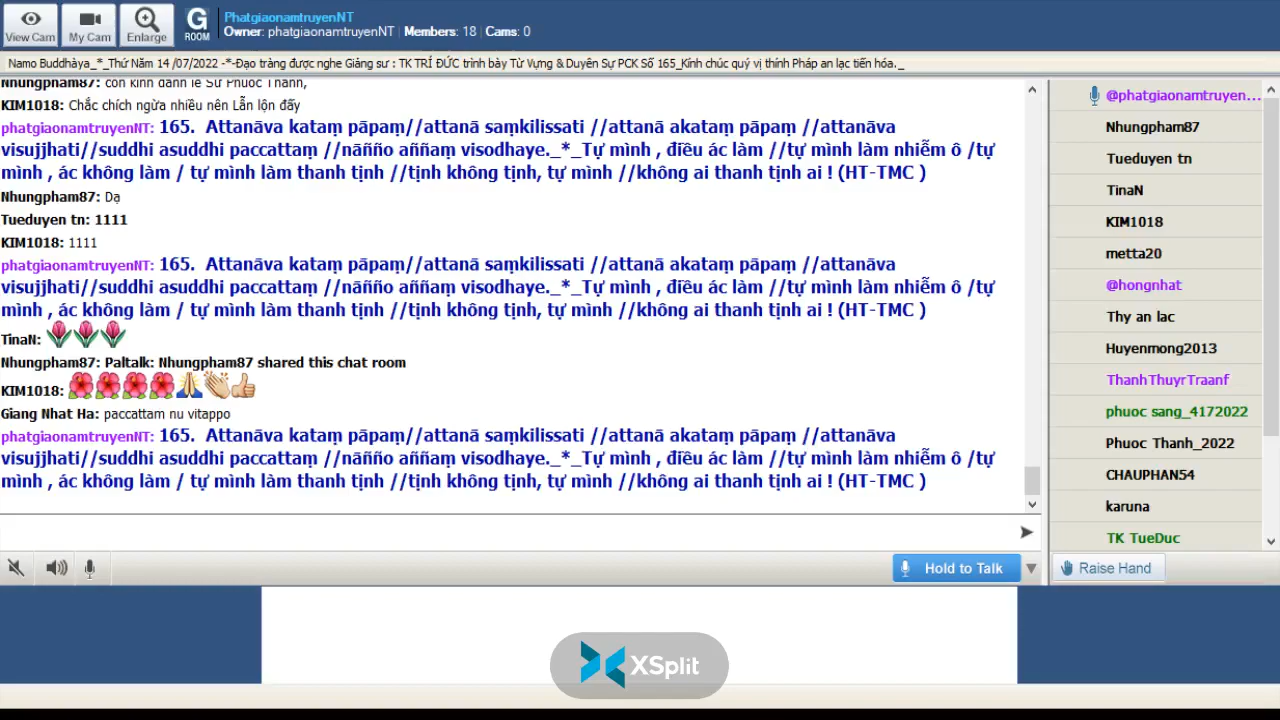 View Cam
My Cam
Enlarge
G
ROOM
PhatgiaonamtruyenNT
Owner: phatgiaonamtruyenNT | Members: 18 | Cams: 0
Namo Buddhàya_*_Thứ Năm 14 /07/2022 -*-Đạo tràng được nghe Giảng sư : TK TRÍ ĐỨC trình bày Từ Vựng & Duyên Sự PCK Số 165_Kính chúc quý vị thính Pháp an lạc tiến hóa._
Nhungpham87: con kính đảnh lễ Sư Phước Thành,
KIM1018: Chắc chích ngừa nhiều nên Lẫn lộn đấy
phatgiaonamtruyenNT: 165. Attanāva kataṃ pāpaṃ//attanā saṃkilissati //attanā akataṃ pāpaṃ //attanāva
visujjhati//suddhi asuddhi paccattaṃ //nāñño aññaṃ visodhaye._*_Tự mình , điều ác làm //tự mình làm nhiễm ô /tự
mình , ác không làm / tự mình làm thanh tịnh //tịnh không tịnh, tự mình //không ai thanh tịnh ai ! (HT-TMC )
Nhungpham87: Dạ
Tueduyen tn: 1111
KIM1018: 1111
phatgiaonamtruyenNT: 165. Attanāva kataṃ pāpaṃ//attanā saṃkilissati //attanā akataṃ pāpaṃ //attanāva
visujjhati//suddhi asuddhi paccattaṃ //nāñño aññaṃ visodhaye._*_Tự mình , điều ác làm //tự mình làm nhiễm ô /tự
mình , ác không làm / tự mình làm thanh tịnh //tịnh không tịnh, tự mình //không ai thanh tịnh ai ! (HT-TMC )
TinaN:
Nhungpham87: Paltalk: Nhungpham87 shared this chat room
KIM1018:
Giang Nhat Ha: paccattam nu vitappo
phatgiaonamtruyenNT: 165. Attanāva kataṃ pāpaṃ//attanā saṃkilissati //attanā akataṃ pāpaṃ //attanāva
visujjhati//suddhi asuddhi paccattaṃ //nāñño aññaṃ visodhaye._*_Tự mình , điều ác làm //tự mình làm nhiễm ô /tự
mình , ác không làm / tự mình làm thanh tịnh //tịnh không tịnh, tự mình //không ai thanh tịnh ai ! (HT-TMC )
Hold to Talk
@phatgiaonamtruyen...
Nhungpham87
Tueduyen tn
TinaN
KIM1018
metta20
@hongnhat
Thy an lac
Huyenmong2013
ThanhThuyrTraanf
phuoc sang_4172022
Phuoc Thanh_2022
CHAUPHAN54
karuna
TK TueDuc
Raise Hand
XSplit